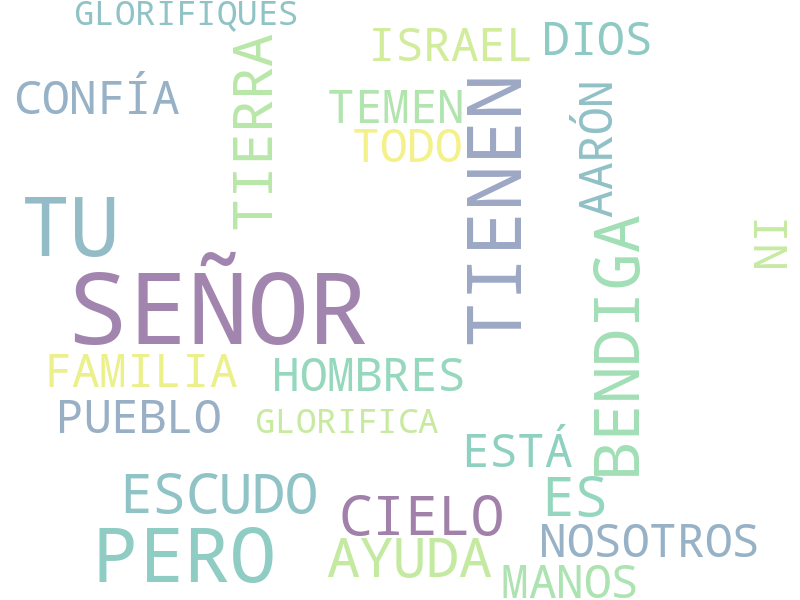 GLORIFIQUES
ISRAEL
DIOS
CONFÍA
TIERRA
TEMEN
TODO
TIENEN
AARÓN
TU
BENDIGA
NI
SEÑOR
FAMILIA
HOMBRES
PUEBLO
GLORIFICA
ESTÁ
ESCUDO
CIELO
ES
PERO
AYUDA
NOSOTROS
MANOS